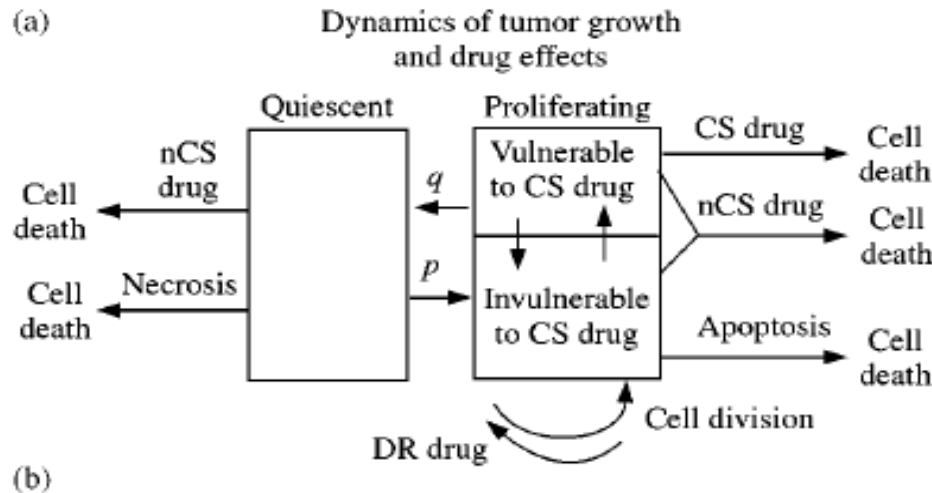 (a)
Dynamics of tumor growth
and drug effects
Quiescent
Proliferating
nCS
drug
Cell
death
Necrosis
Cell
death
q
p
Vulnerable
to CS drug
Invulnerable
to CS drug
CS drug
Cell
death
nCS drug
Cell
death
Apoptosis
Cell
death
Cell division
DR drug
(b)